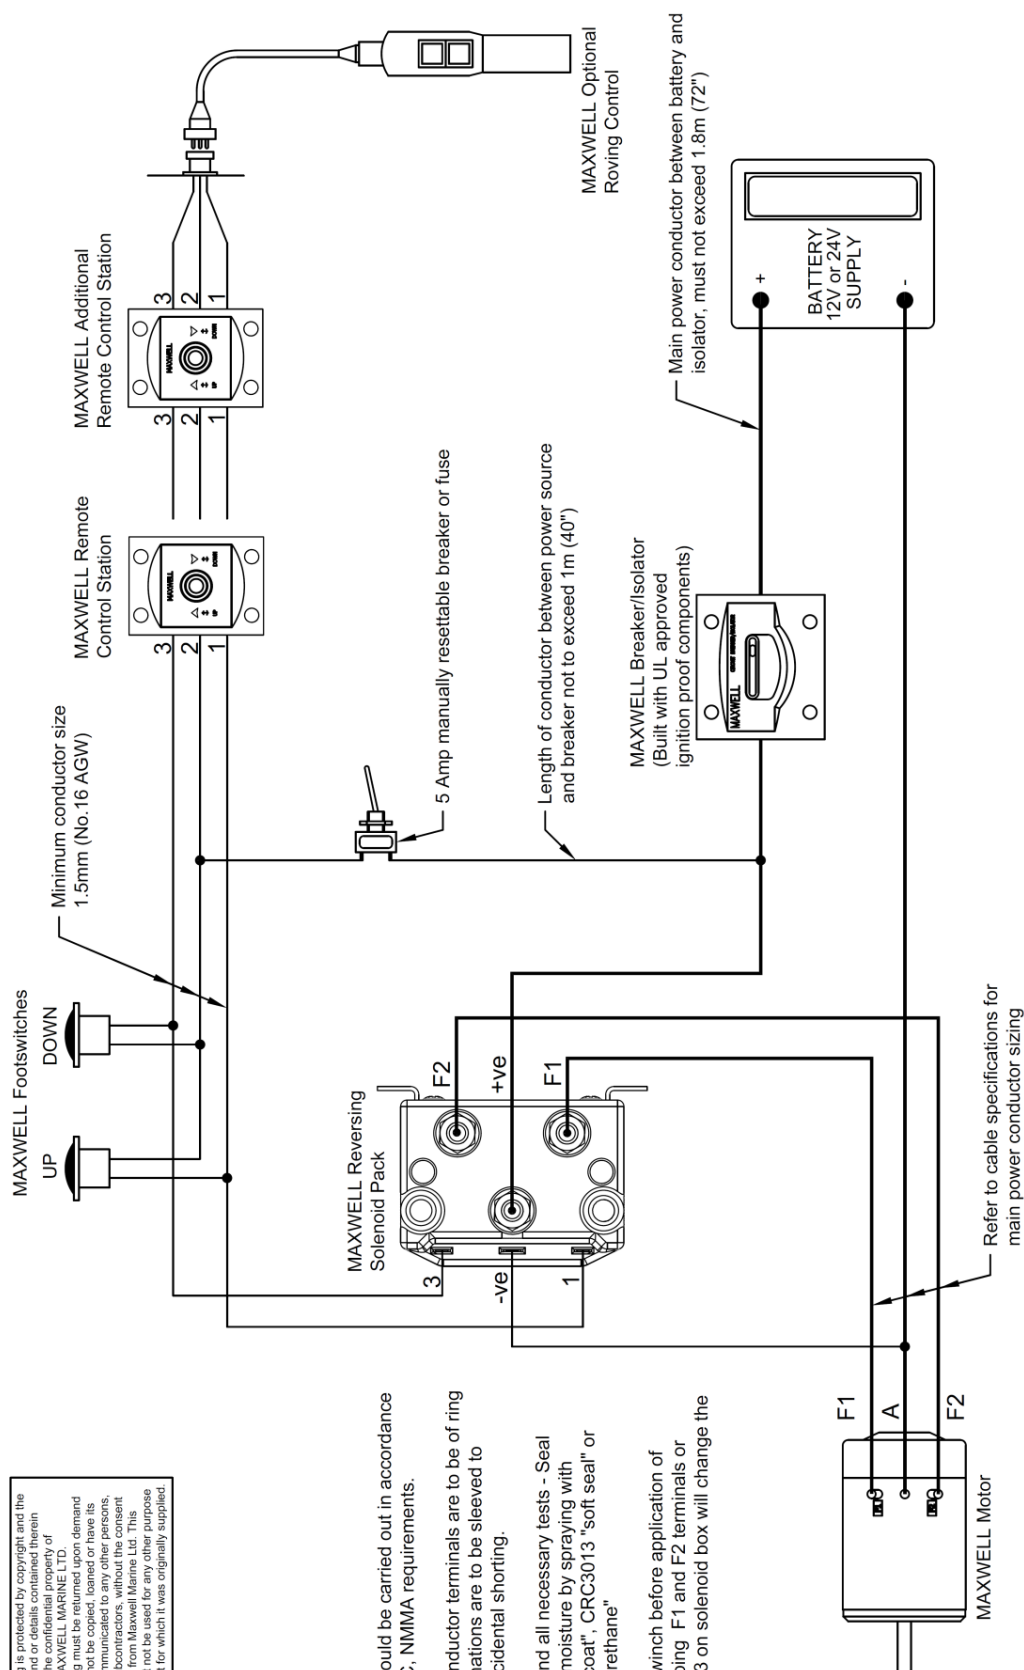 MAXWELL Optional
Roving Control
Main power conductor between battery and
isolator, must not exceed 1.8m (72")
MAXWELL Additional
Remote Control Station
3
2
1
MAXWELL
UP
DOWN
3
2
1
BATTERY
12V or 24V
SUPPLY
+
-
MAXWELL Remote
Control Station
MAXWELL
UP
DOWN
3
2
1
5 Amp manually resettable breaker or fuse
Length of conductor between power source
and breaker not to exceed 1m (40")
MAXWELL Breaker/Isolator
(Built with UL approved
ignition proof components)
MAXWELL
Minimum conductor size
1.5mm (No.16 AGW)
MAXWELL Footswitches
UP
DOWN
MAXWELL Reversing
Solenoid Pack
F2
+ve
F1
3
-ve
1
Refer to cable specifications for
main power conductor sizing
F1
A
F2
MAXWELL Motor
g is protected by copyright and the
nd or details contained therein
he confidential property of
AXWELL MARINE LTD.
ng must be returned upon demand
not be copied, loaned or have its
mmunicated to any other persons,
bcontractors, without the consent
from Maxwell Marine Ltd. This
t not be used for any other purpose
t for which it was originally supplied.
ould be carried out in accordance
C, NMMA requirements.
nductor terminals are to be of ring
nations are to be sleeved to
cidental shorting.
nd all necessary tests - Seal
moisture by spraying with
coat", CRC3013 "soft seal" or
rethane"
winch before application of
ping F1 and F2 terminals or
3 on solenoid box will change the